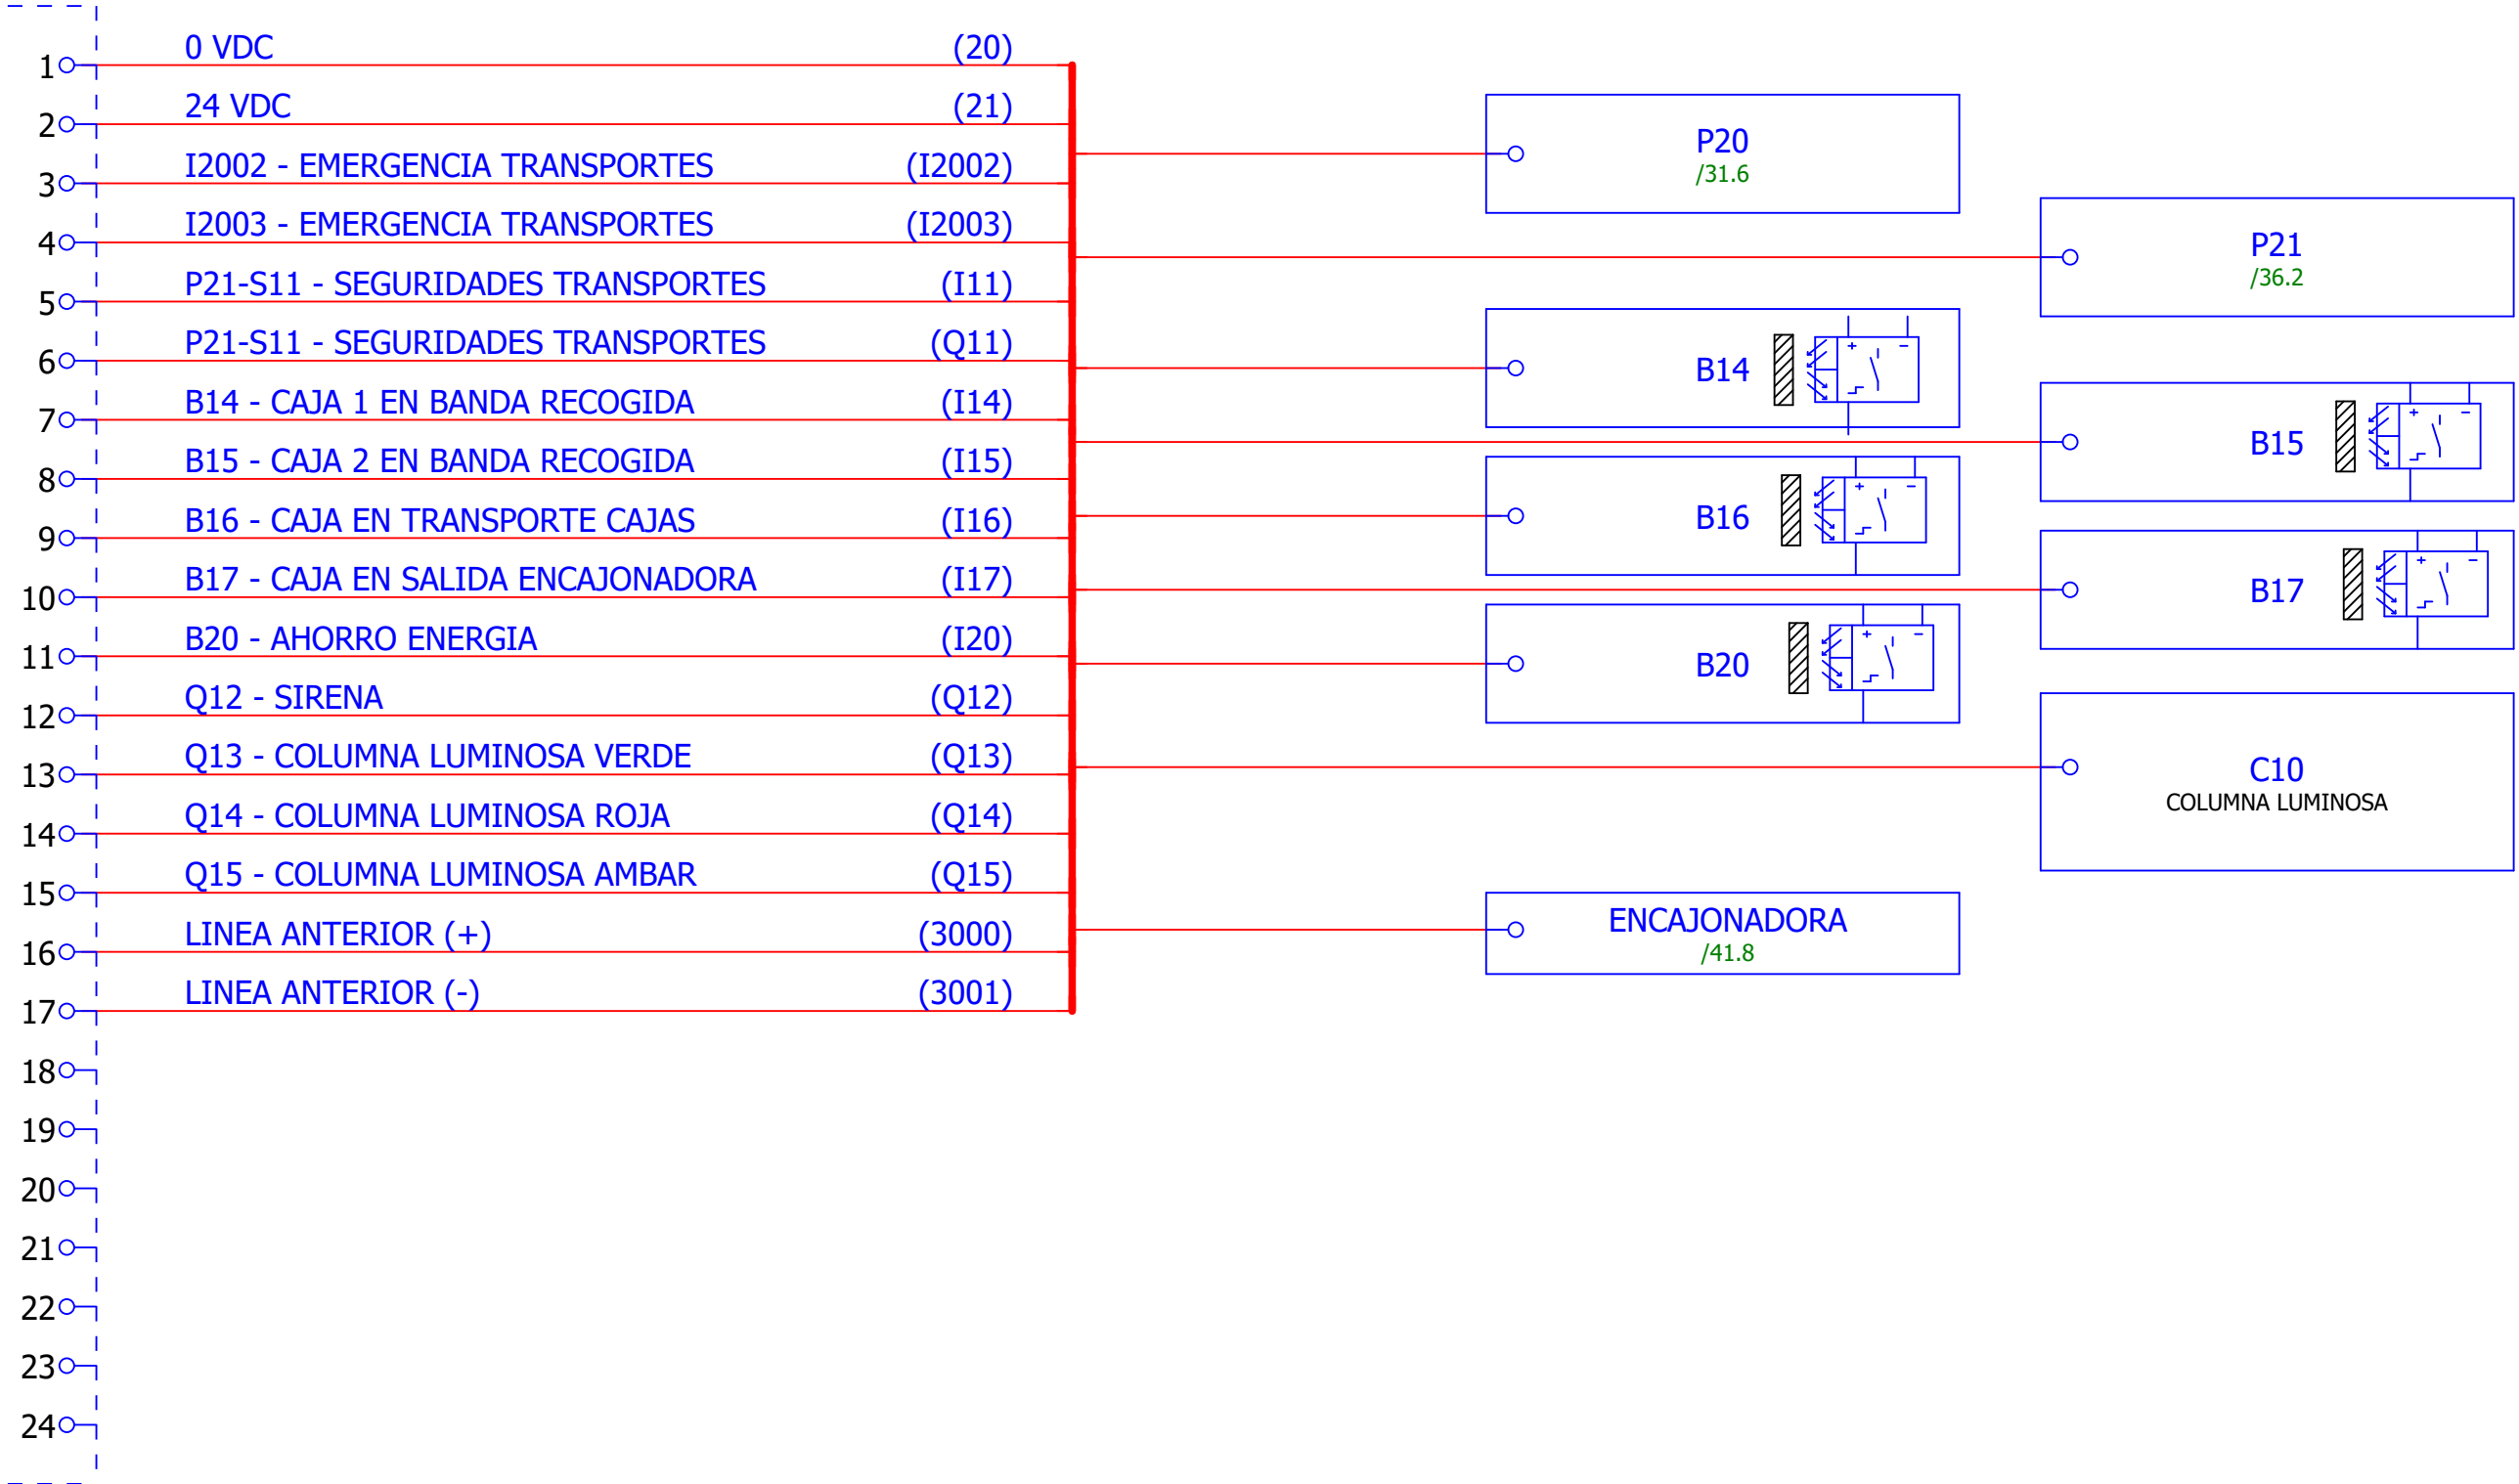 1 0 VDC (20)
2 24 VDC (21)
3 I2002 - EMERGENCIA TRANSPORTES (I2002)
4 I2003 - EMERGENCIA TRANSPORTES (I2003)
5 P21-S11 - SEGURIDADES TRANSPORTES (I11)
6 P21-S11 - SEGURIDADES TRANSPORTES (Q11)
7 B14 - CAJA 1 EN BANDA RECOGIDA (I14)
8 B15 - CAJA 2 EN BANDA RECOGIDA (I15)
9 B16 - CAJA EN TRANSPORTE CAJAS (I16)
10 B17 - CAJA EN SALIDA ENCAJONADORA (I17)
11 B20 - AHORRO ENERGIA (I20)
12 Q12 - SIRENA (Q12)
13 Q13 - COLUMNA LUMINOSA VERDE (Q13)
14 Q14 - COLUMNA LUMINOSA ROJA (Q14)
15 Q15 - COLUMNA LUMINOSA AMBAR (Q15)
16 LINEA ANTERIOR (+) (3000)
17 LINEA ANTERIOR (-) (3001)
18
19
20
21
22
23
24
P20
/31.6
P21
/36.2
B14 + -
B15 + -
B16 + -
B17 + -
B20 + -
C10
COLUMNA LUMINOSA
ENCAJONADORA
/41.8